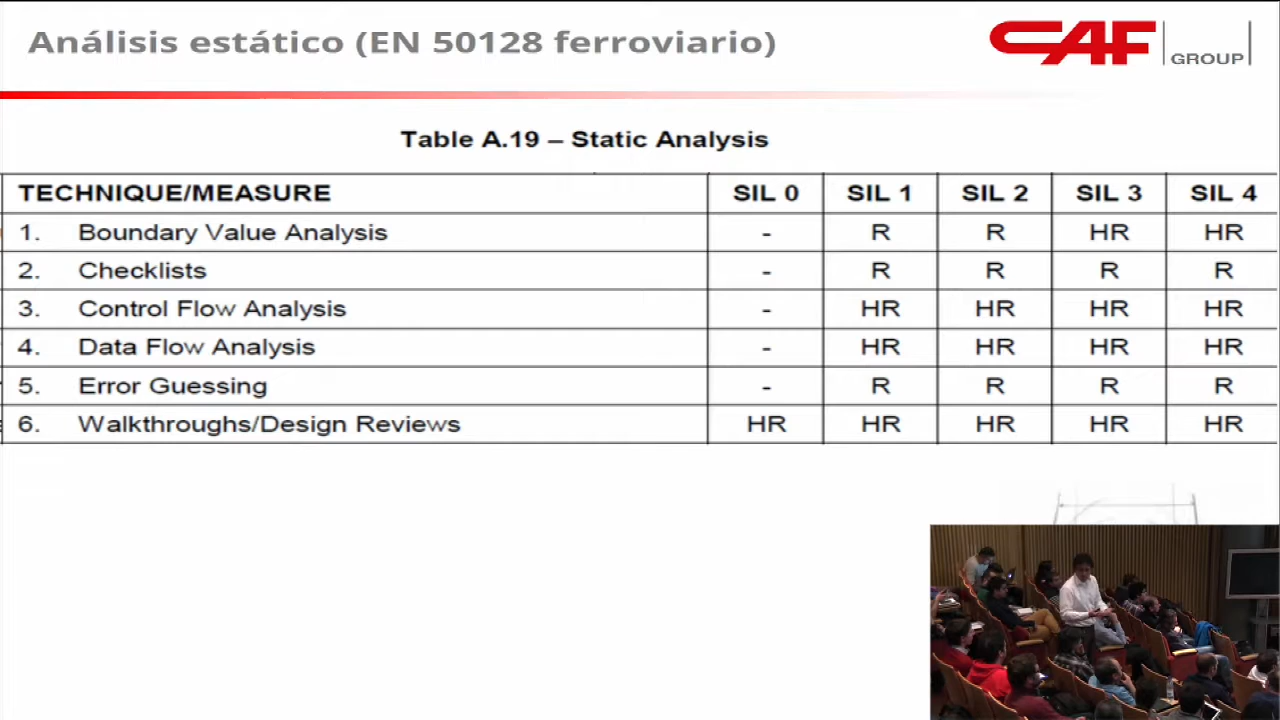 Análisis estático (EN 50128 ferroviario)
CAF GROUP
Table A.19 – Static Analysis
TECHNIQUE/MEASURE SIL 0 SIL 1 SIL 2 SIL 3 SIL 4
1. Boundary Value Analysis - R R HR HR
2. Checklists - R R R R
3. Control Flow Analysis - HR HR HR HR
4. Data Flow Analysis - HR HR HR HR
5. Error Guessing - R R R R
6. Walkthroughs/Design Reviews HR HR HR HR HR